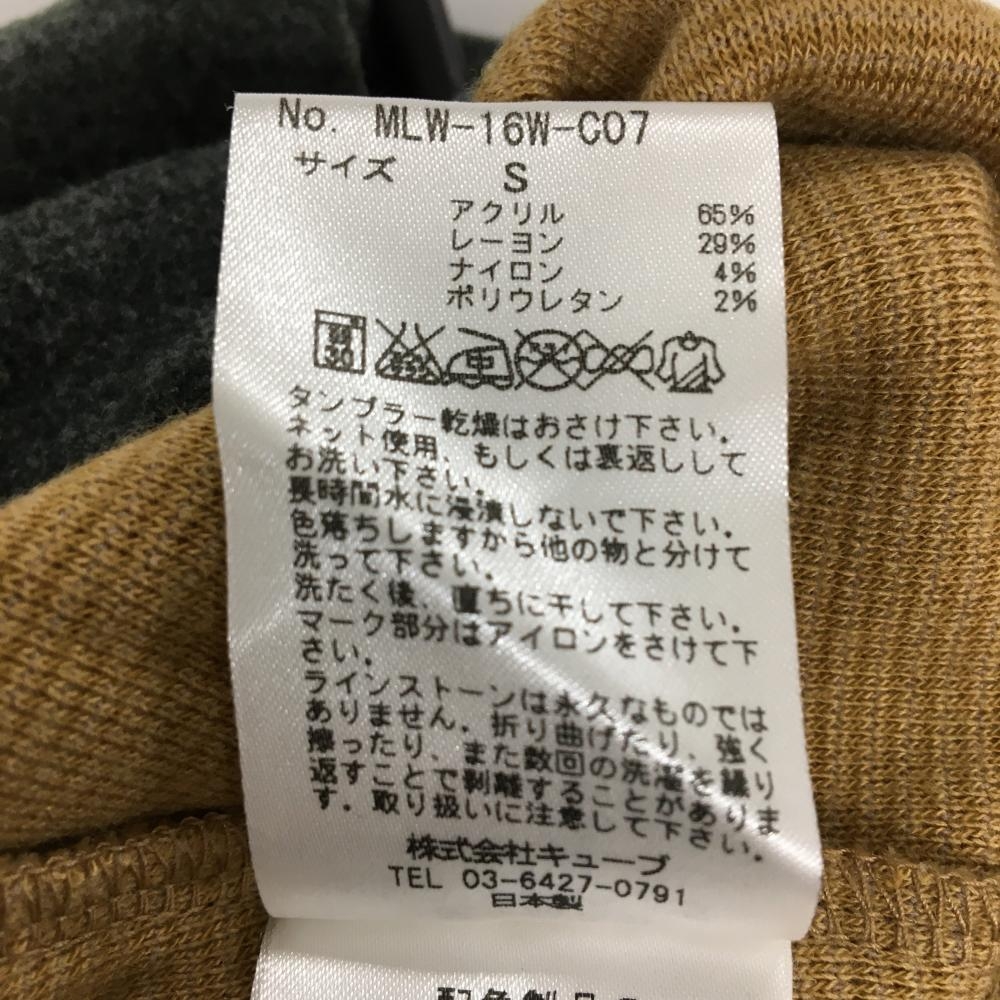 No. MLW-16W-C07
サイズ S
アクリル 65%
レーヨン 29%
ナイロン 4%
ポリウレタン 2%
中
タンブラー乾燥はおさけ下さい.
ネット使用、もしくは裏返しして
お洗い下さい.
長時間水に浸漬しないで下さい.
色落ちしますから他の物と分けて
洗って下さい.
洗たく後、直ちに干して下さい.
マーク部分はアイロンをさけて下
さい.
ラインストーンは永久なものでは
ありません. 折り曲げたり、強く
擦ったり、また数回の洗濯を繰り
返すことで剥離することがありま
す. 取り扱いに注意して下さい.
株式会社キューブ
TEL 03-6427-0791
日本製